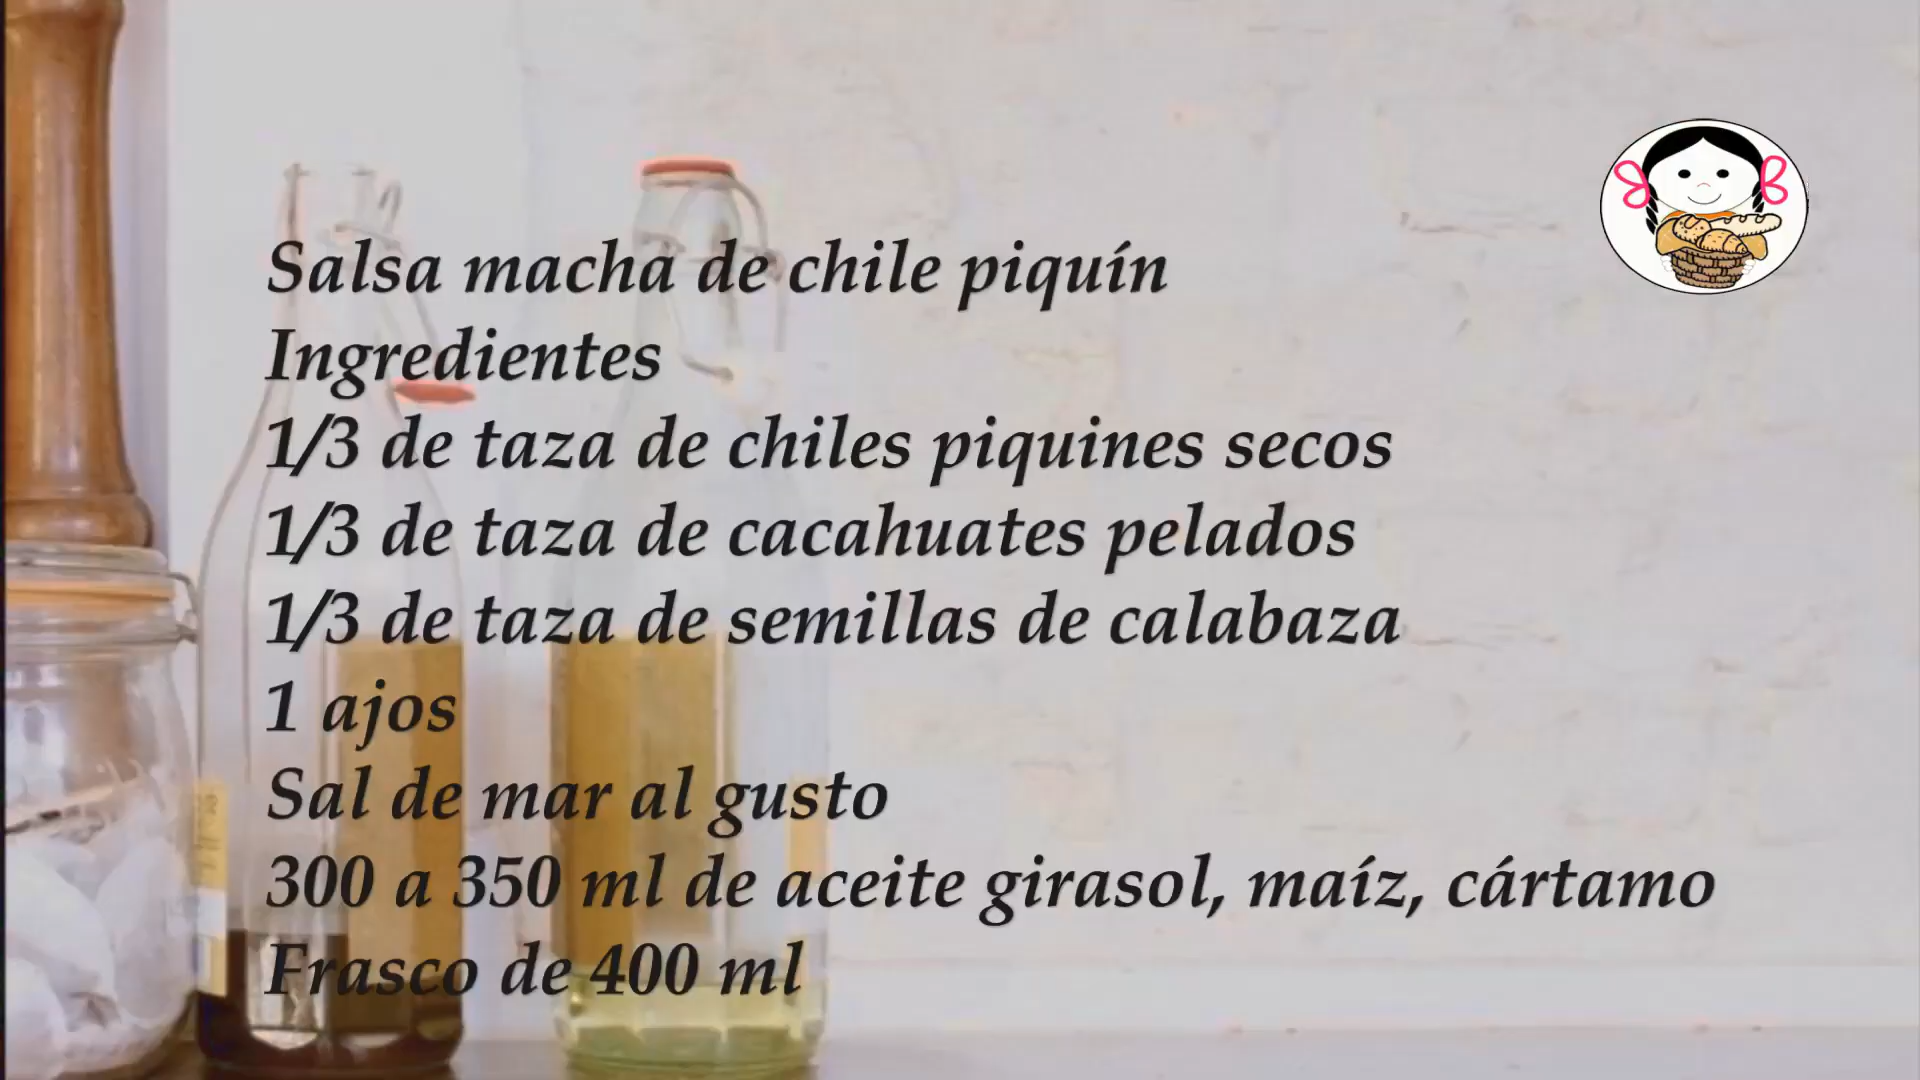 Salsa macha de chile piquín
Ingredientes
1/3 de taza de chiles piquines secos
1/3 de taza de cacahuates pelados
1/3 de taza de semillas de calabaza
1 ajos
Sal de mar al gusto
300 a 350 ml de aceite girasol, maíz, cártamo
Frasco de 400 ml